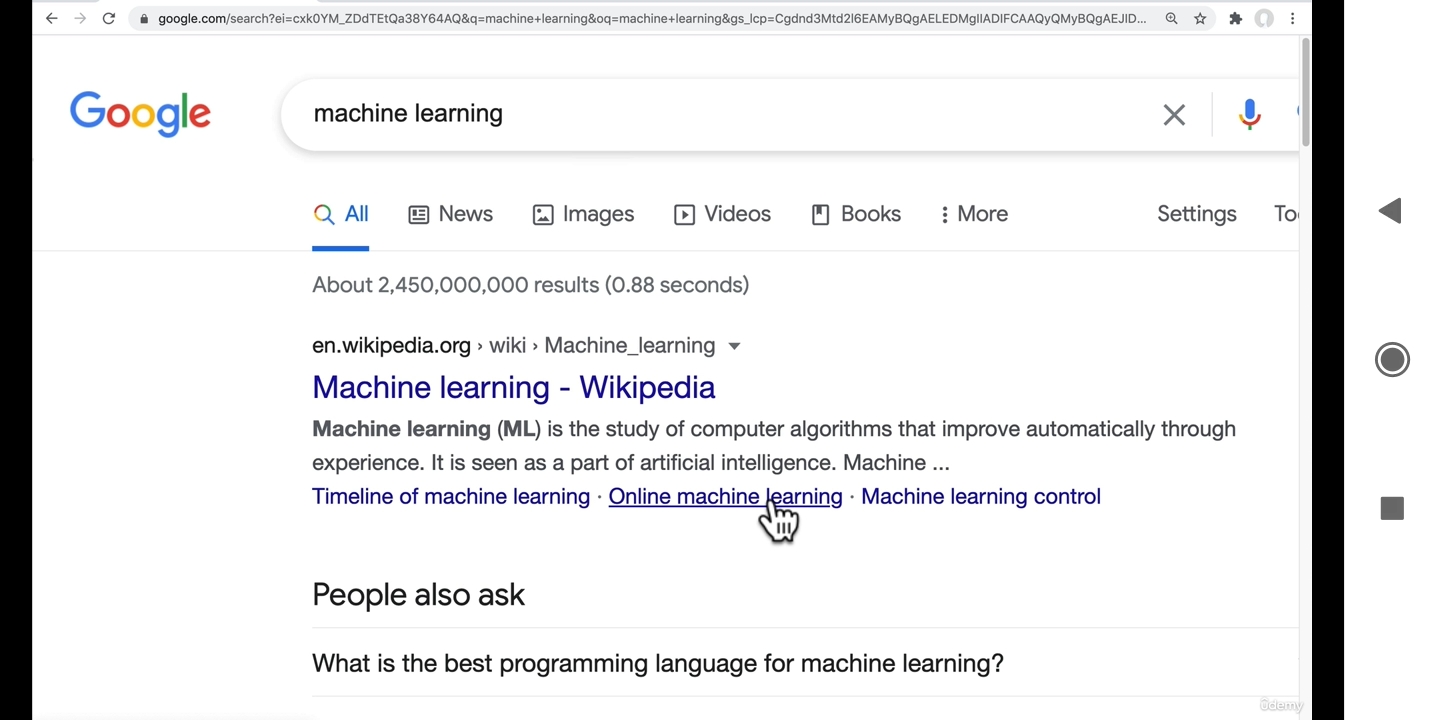 google.com/search?ei=cxk0YM_ZDdTEtQa38Y64AQ&q=machine+learning&oq=machine+learning&gs_lcp=Cgdnd3Mtd2l6EAMyBQgAELEDMgIIADIFCAAQyQMyBQgAEJID...
Google
machine learning
All News Images Videos Books More Settings
About 2,450,000,000 results (0.88 seconds)
en.wikipedia.org › wiki › Machine_learning
Machine learning - Wikipedia
Machine learning (ML) is the study of computer algorithms that improve automatically through
experience. It is seen as a part of artificial intelligence. Machine ...
Timeline of machine learning · Online machine learning · Machine learning control
People also ask
What is the best programming language for machine learning?
ûdemy